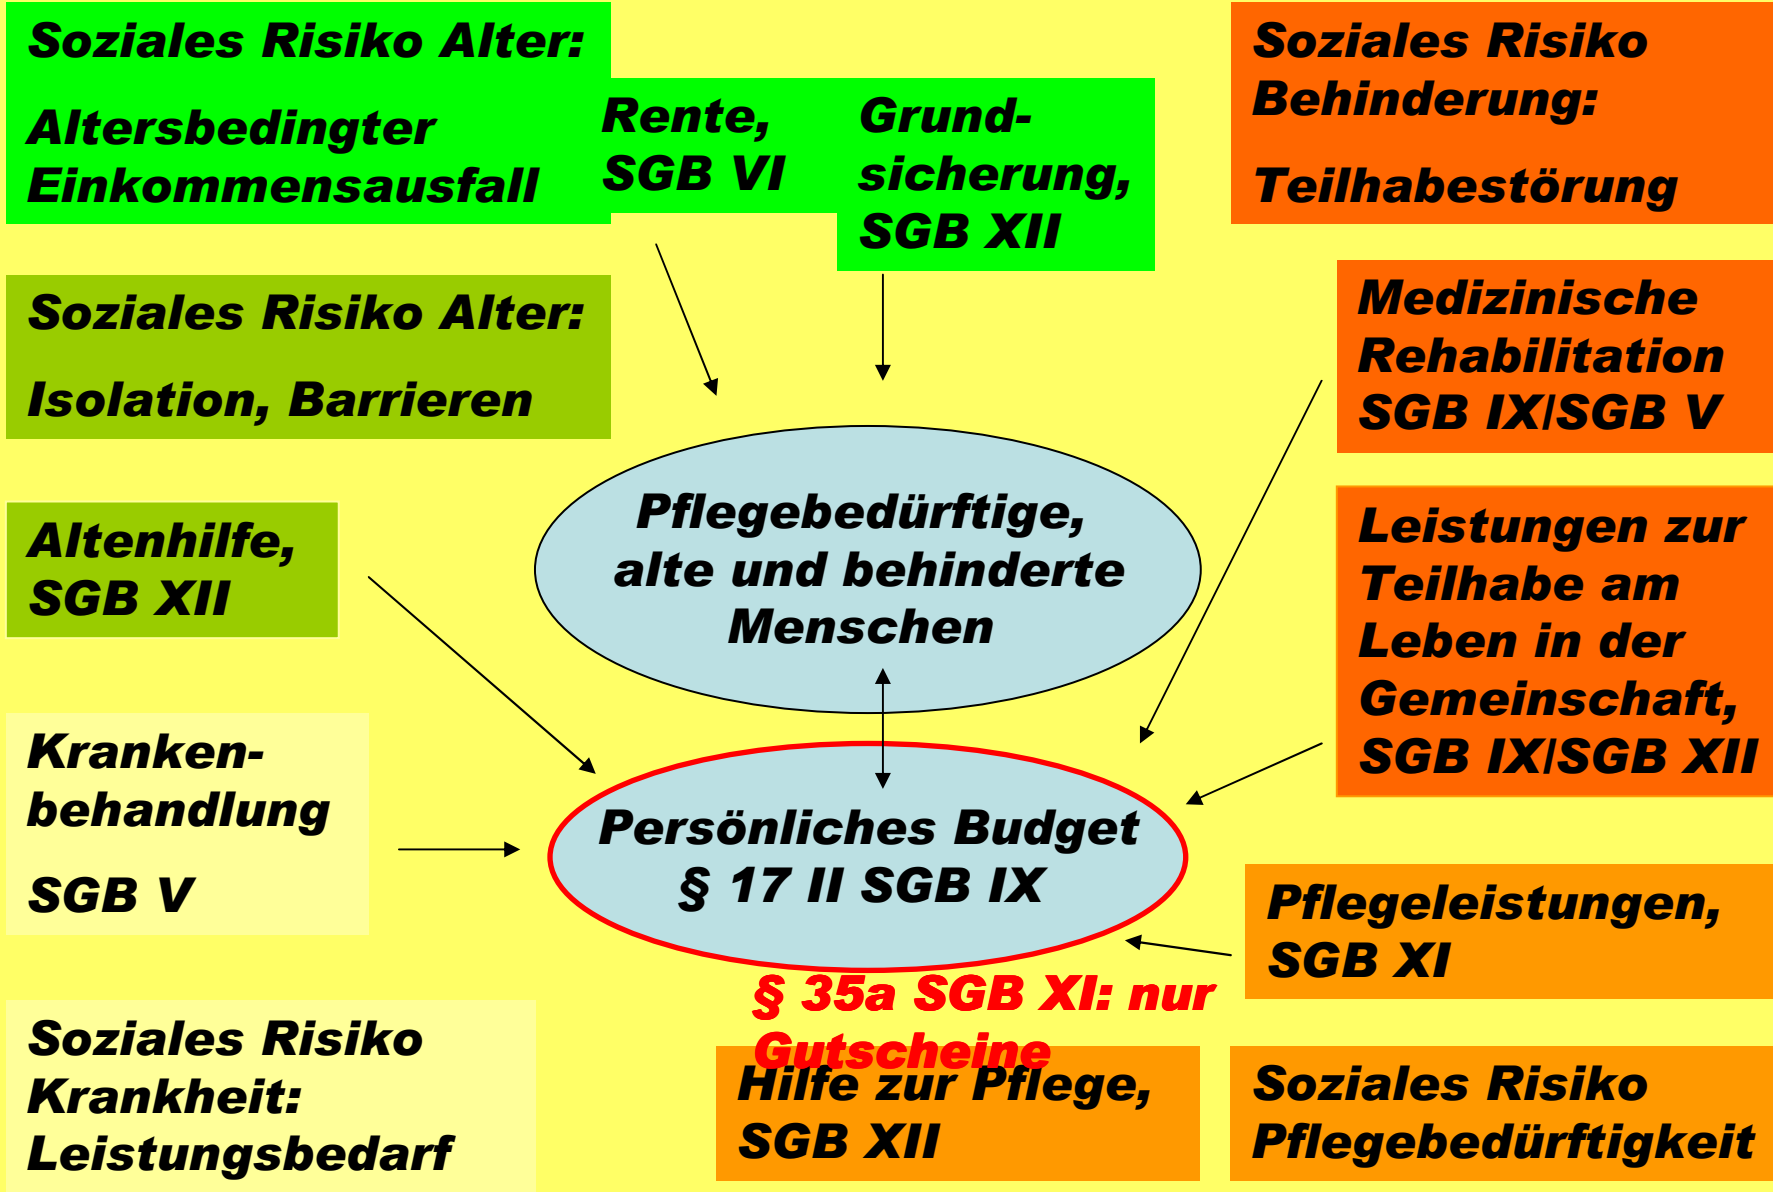 Soziales Risiko Alter:
Altersbedingter
Einkommensausfall
Rente,
SGB VI
Grund-
sicherung,
SGB XII
Soziales Risiko
Behinderung:
Teilhabestörung
Soziales Risiko Alter:
Isolation, Barrieren
Medizinische
Rehabilitation
SGB IX/SGB V
Altenhilfe,
SGB XII
Pflegebedürftige,
alte und behinderte
Menschen
Leistungen zur
Teilhabe am
Leben in der
Gemeinschaft,
SGB IX/SGB XII
Kranken-
behandlung
SGB V
Persönliches Budget
§ 17 II SGB IX
Pflegeleistungen,
SGB XI
§ 35a SGB XI: nur
Gutscheine
Soziales Risiko
Krankheit:
Leistungsbedarf
Hilfe zur Pflege,
SGB XII
Soziales Risiko
Pflegebedürftigkeit